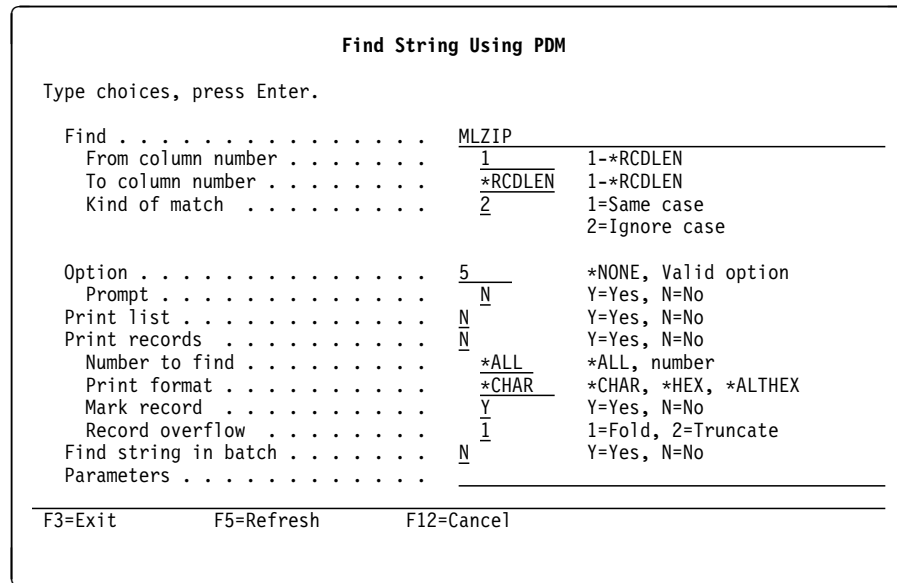 Find String Using PDM
Type choices, press Enter.
Find . . . . . . . . . . . . . . . MLZIP
From column number . . . . . . . 1 1-*RCDLEN
To column number . . . . . . . . *RCDLEN 1-*RCDLEN
Kind of match . . . . . . . . . 2 1=Same case
2=Ignore case
Option . . . . . . . . . . . . . . 5 *NONE, Valid option
Prompt . . . . . . . . . . . . . N Y=Yes, N=No
Print list . . . . . . . . . . . . N Y=Yes, N=No
Print records . . . . . . . . . . N Y=Yes, N=No
Number to find . . . . . . . . . *ALL *ALL, number
Print format . . . . . . . . . . *CHAR *CHAR, *HEX, *ALTHEX
Mark record . . . . . . . . . . Y Y=Yes, N=No
Record overflow . . . . . . . . 1 1=Fold, 2=Truncate
Find string in batch . . . . . . . N Y=Yes, N=No
Parameters . . . . . . . . . . . .
F3=Exit F5=Refresh F12=Cancel